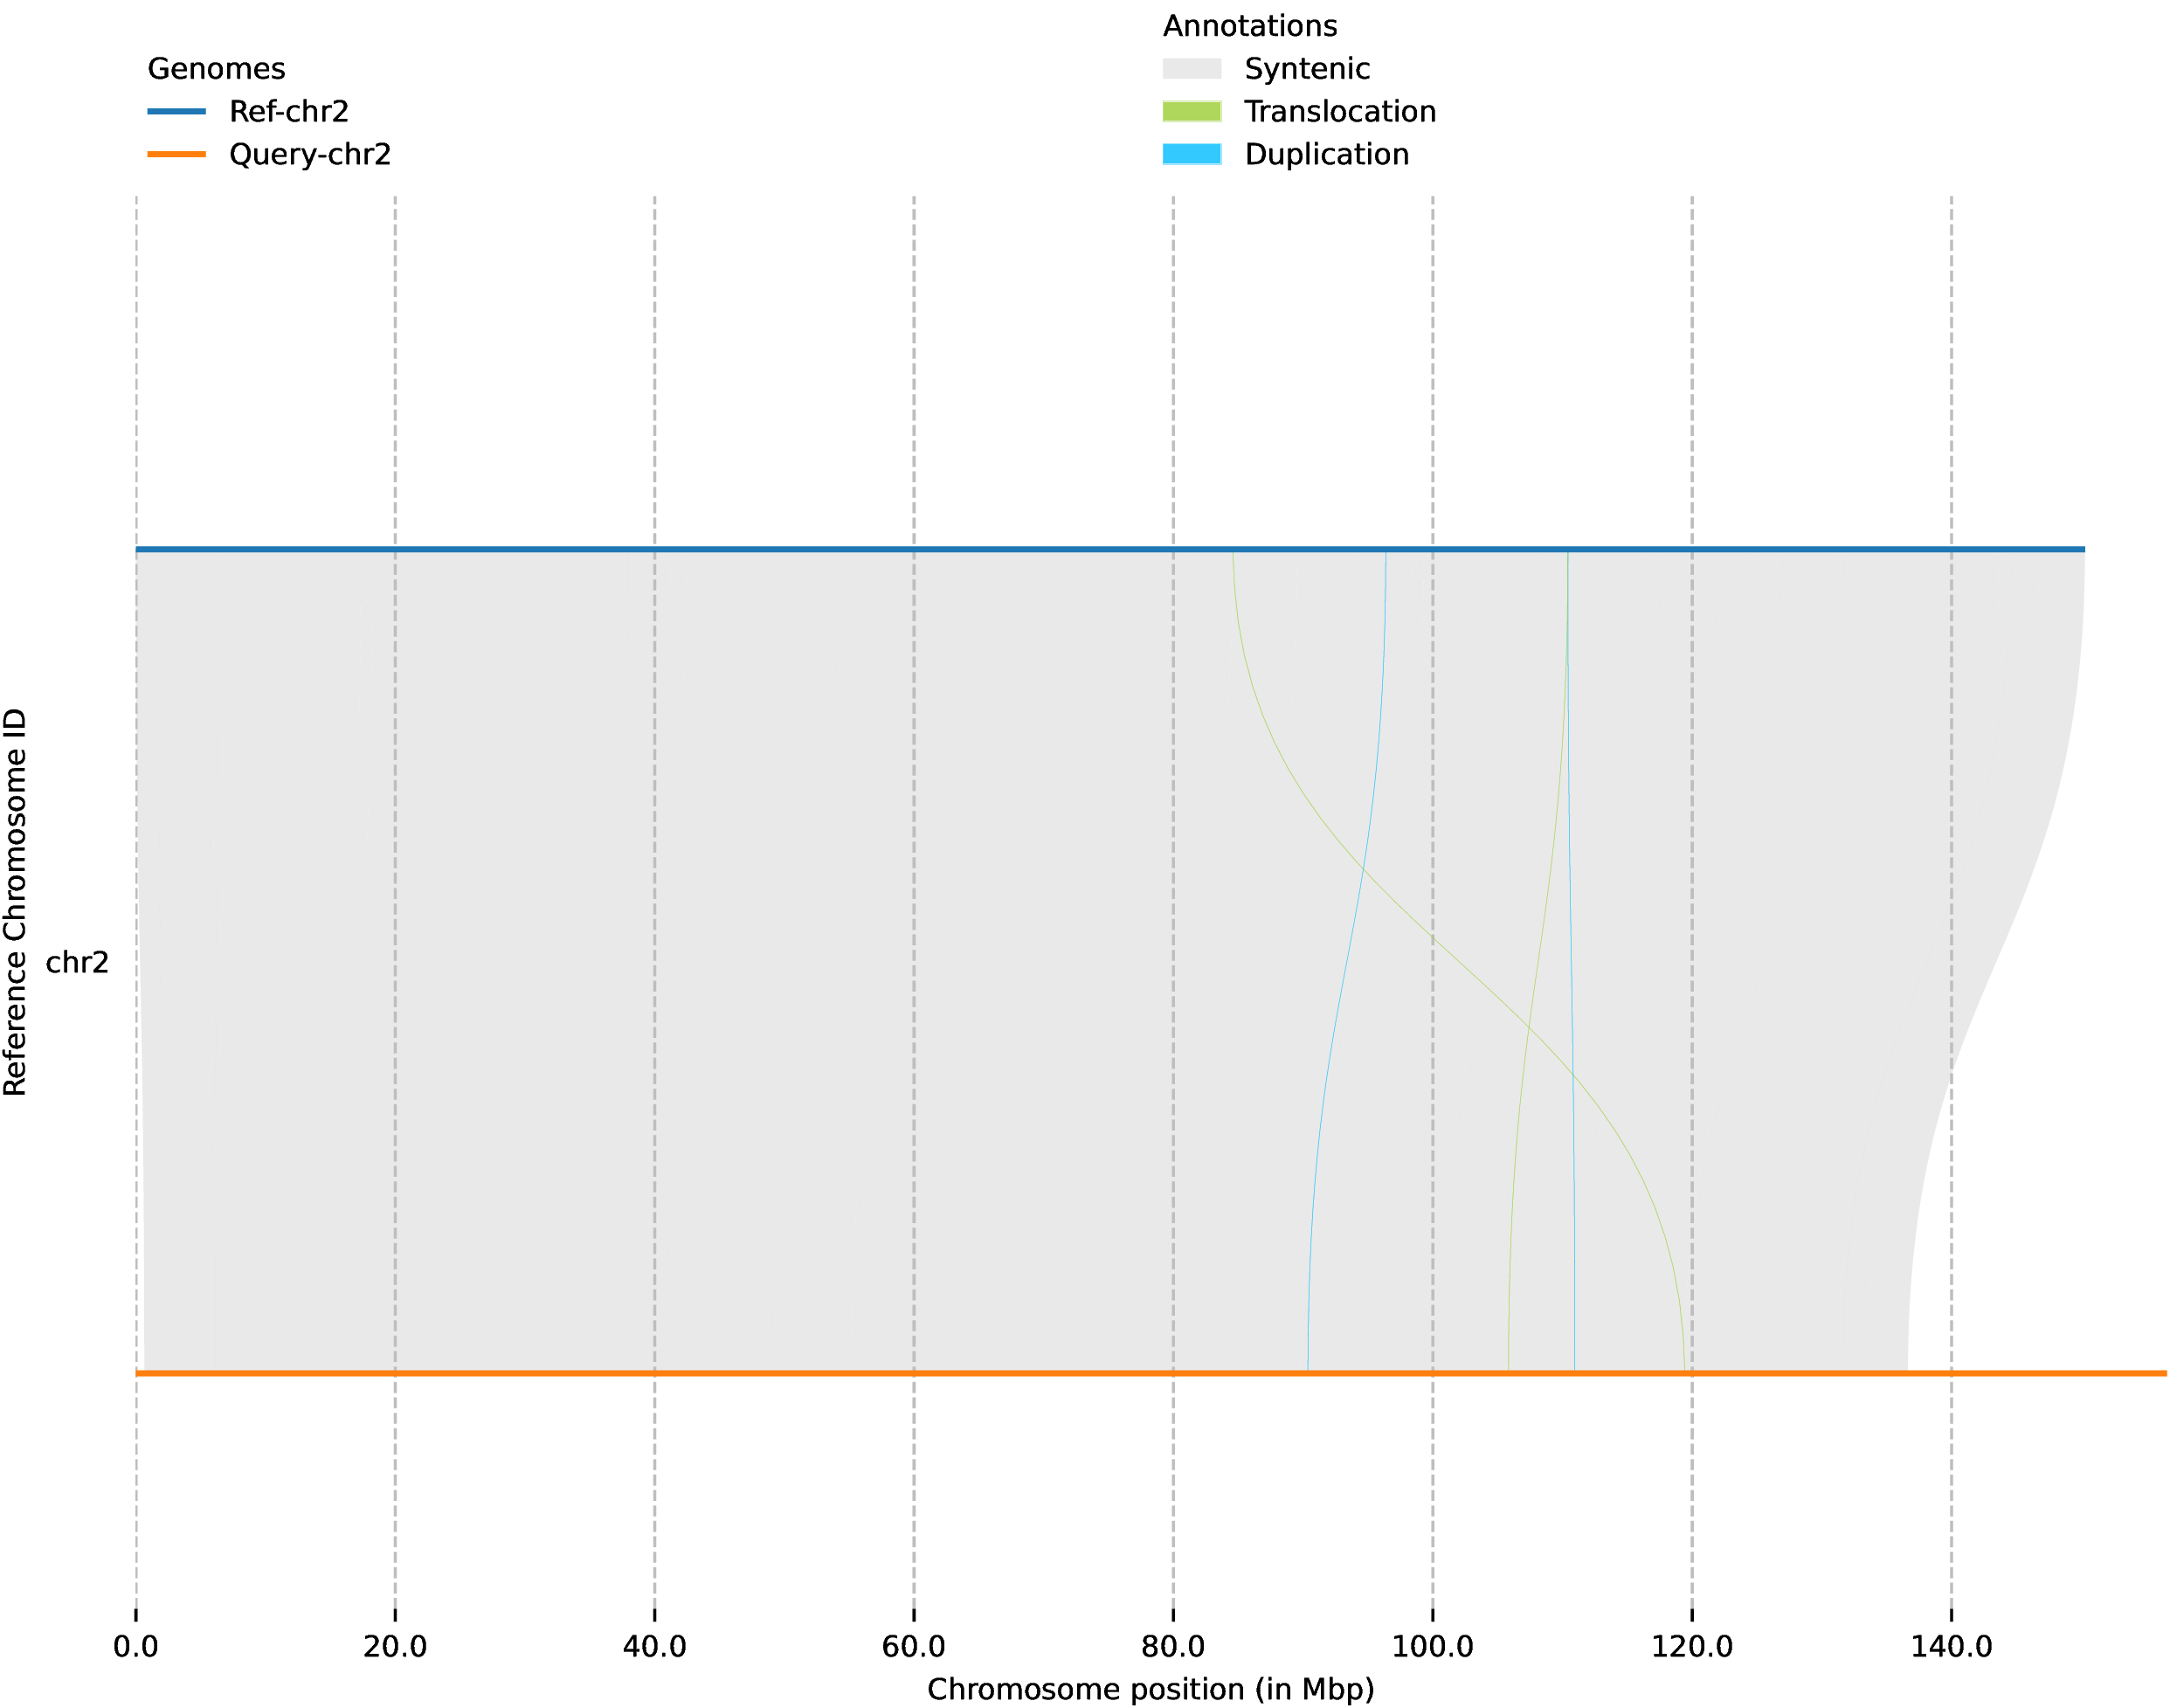 Genomes
Ref-chr2
Query-chr2
Annotations
Syntenic
Translocation
Duplication
Reference Chromosome ID
chr2
0.0 20.0 40.0 60.0 80.0 100.0 120.0 140.0
Chromosome position (in Mbp)